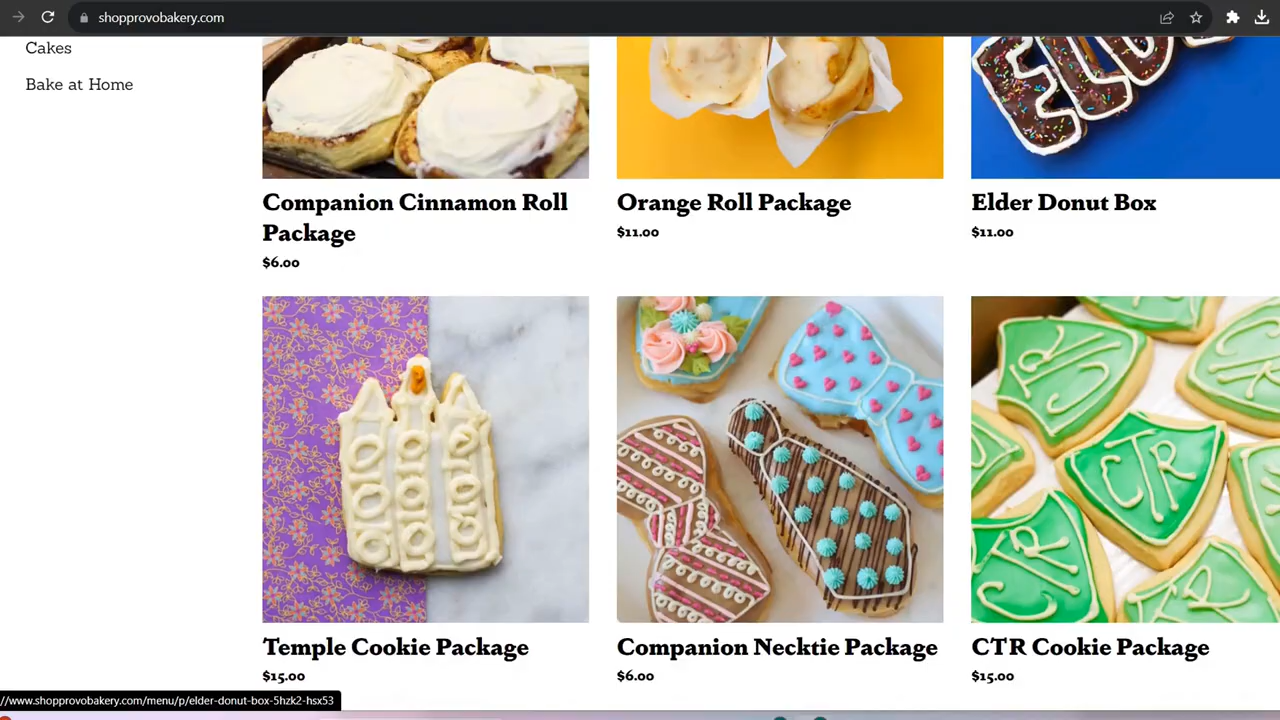 shopprovobakery.com
Cakes
Bake at Home
Companion Cinnamon Roll
Package
$6.00
Orange Roll Package
$11.00
Elder Donut Box
$11.00
CTR
CTR
Temple Cookie Package
$15.00
Companion Necktie Package
$6.00
CTR Cookie Package
$15.00
//www.shopprovobakery.com/menu/p/elder-donut-box-5hzk2-hsx53